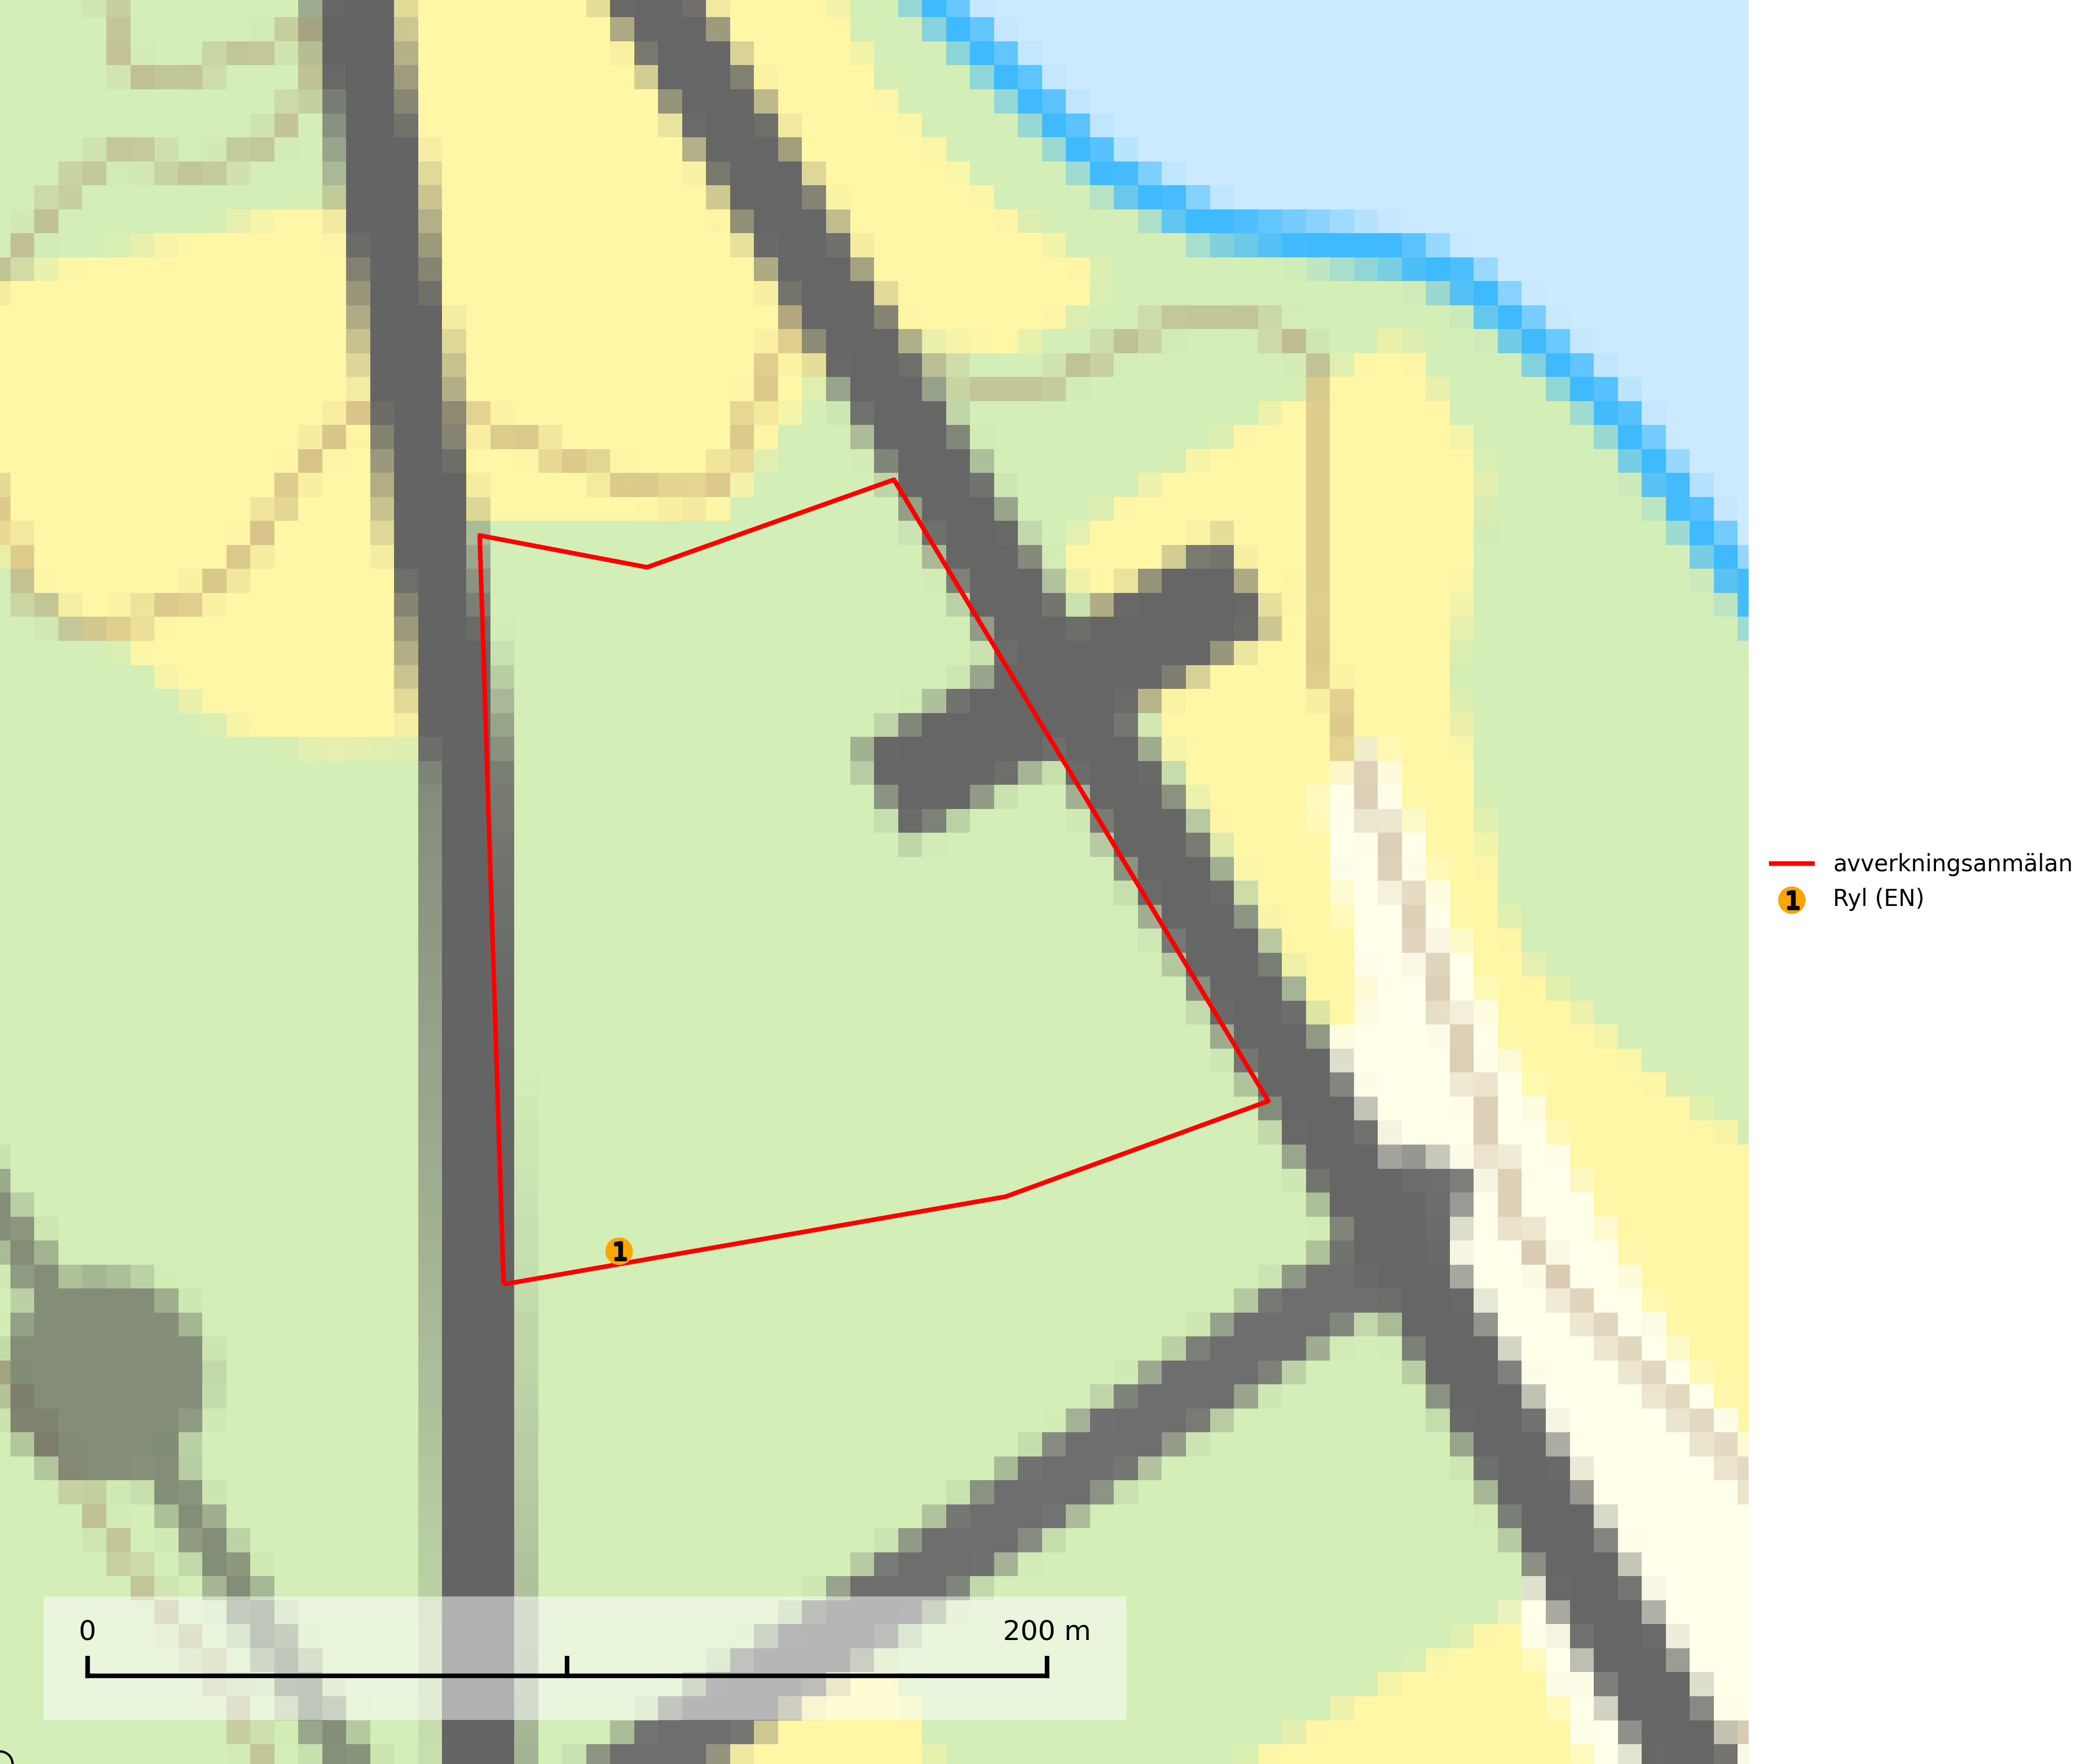 avverkningsanmälan
1 Ryl (EN)
1
0 200 m